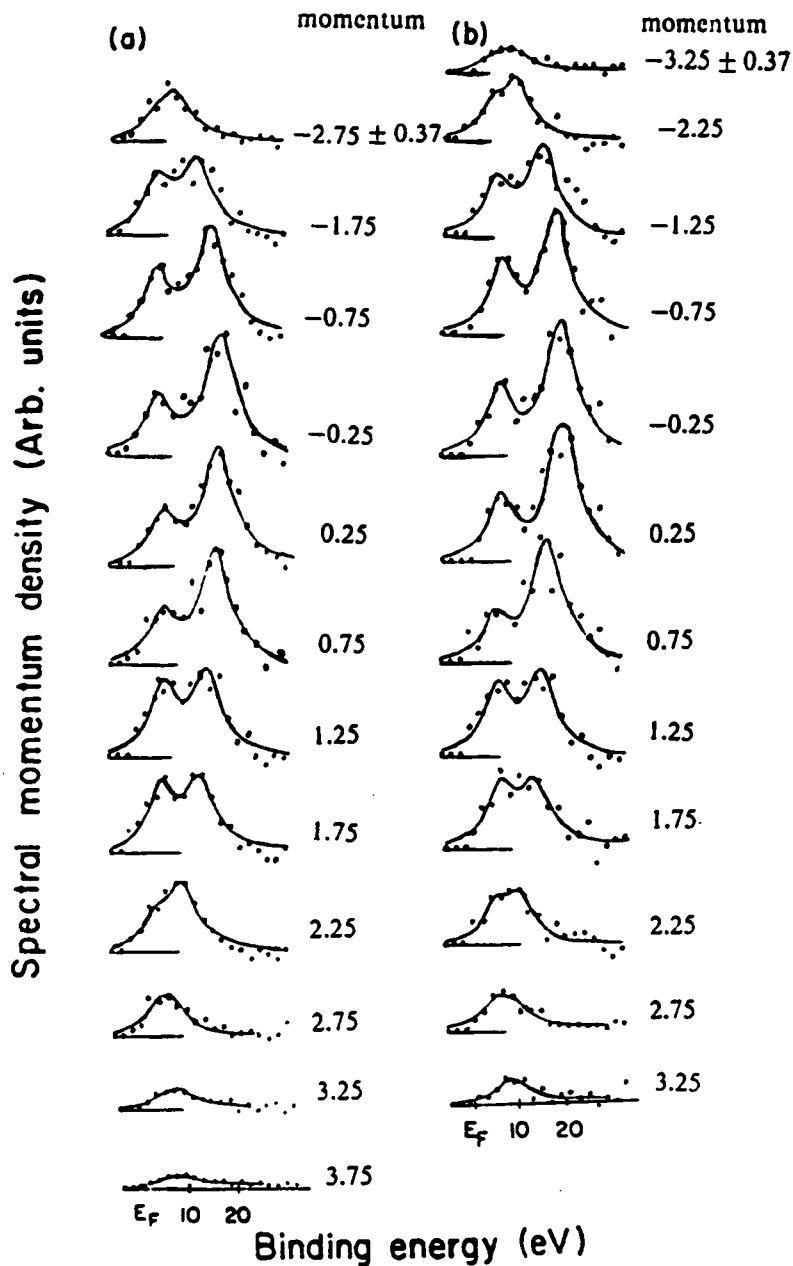 (a)
momentum
-2.75 ± 0.37
-1.75
-0.75
-0.25
0.25
0.75
1.25
1.75
2.25
2.75
3.25
3.75
E_F 10 20
(b)
momentum
-3.25 ± 0.37
-2.25
-1.25
-0.75
-0.25
0.25
0.75
1.25
1.75
2.25
2.75
3.25
E_F 10 20
Spectral momentum density (Arb. units)
Binding energy (eV)